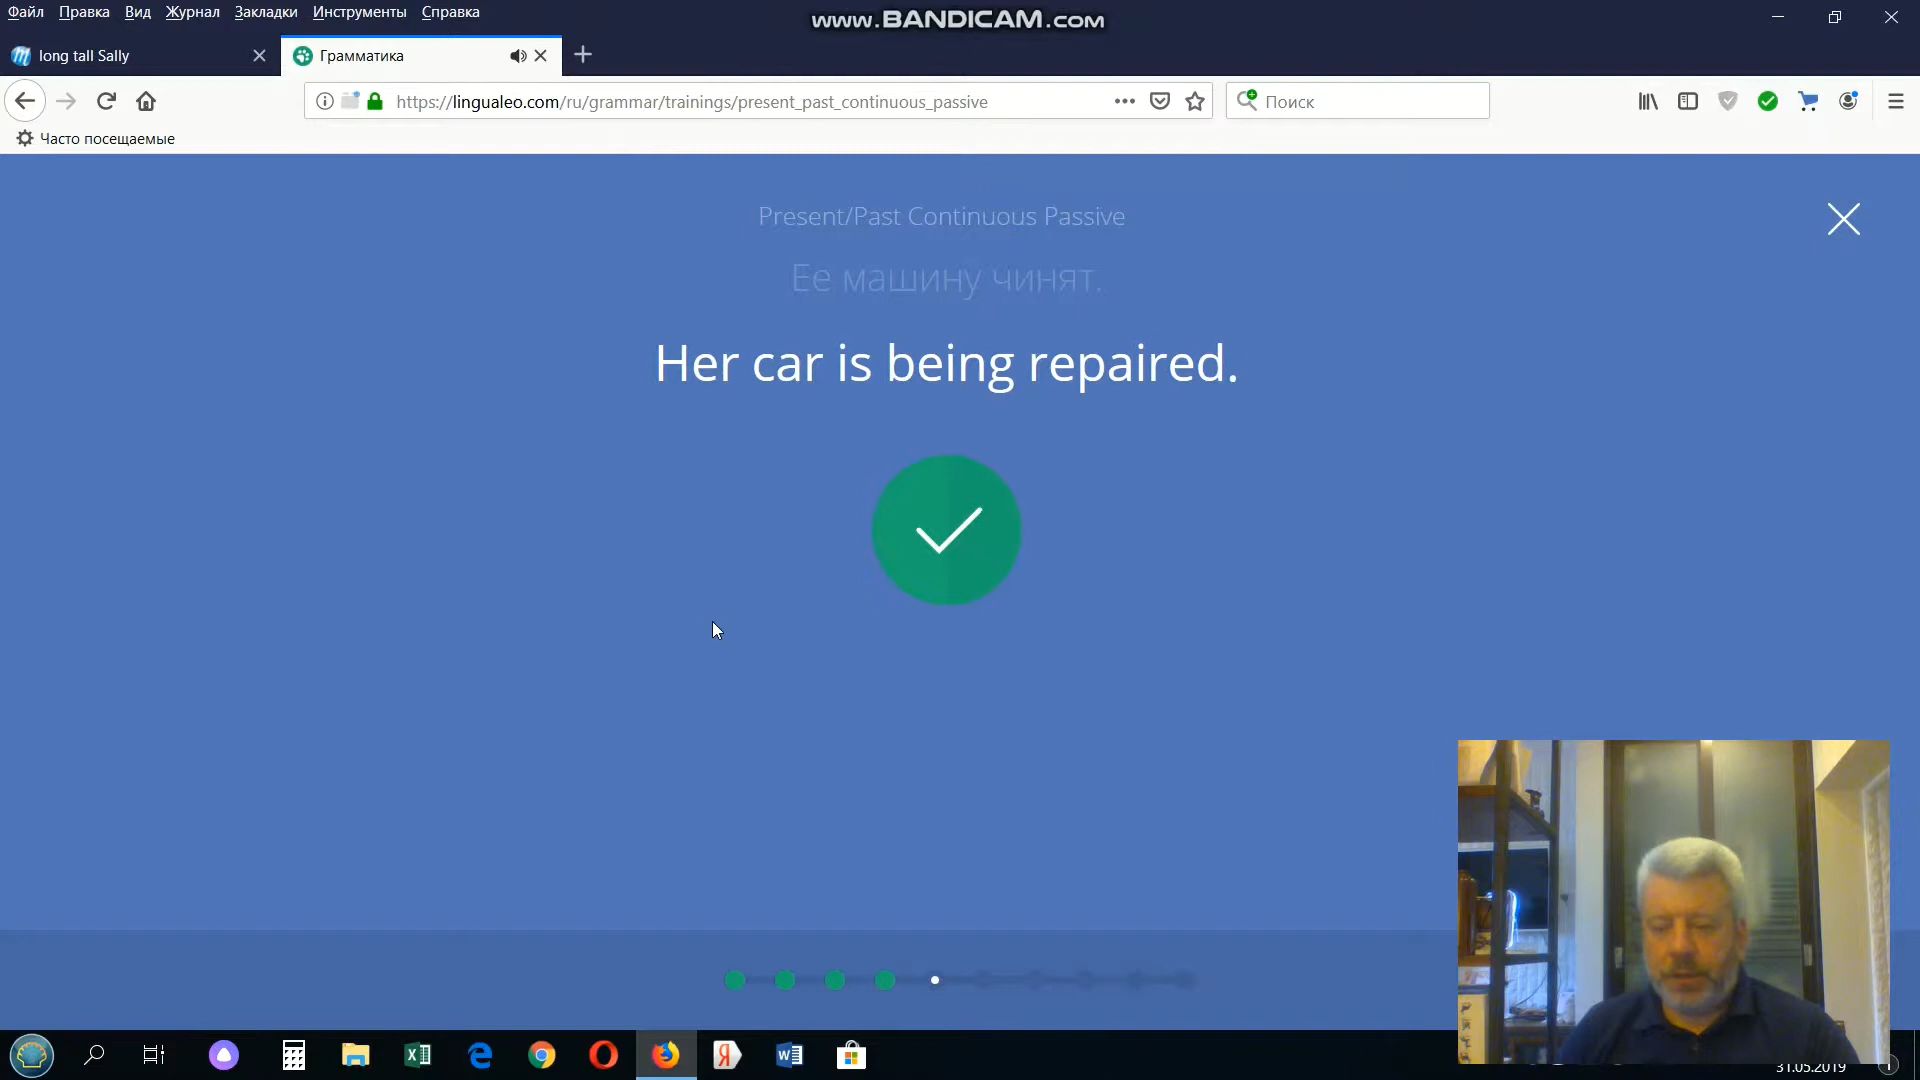 Файл Правка Вид Журнал Закладки Инструменты Справка
www.BANDICAM.com
long tall Sally
Грамматика
https://lingualeo.com/ru/grammar/trainings/present_past_continuous_passive
Поиск
Часто посещаемые
Present/Past Continuous Passive
Ее машину чинят.
Her car is being repaired.
31.05.2019